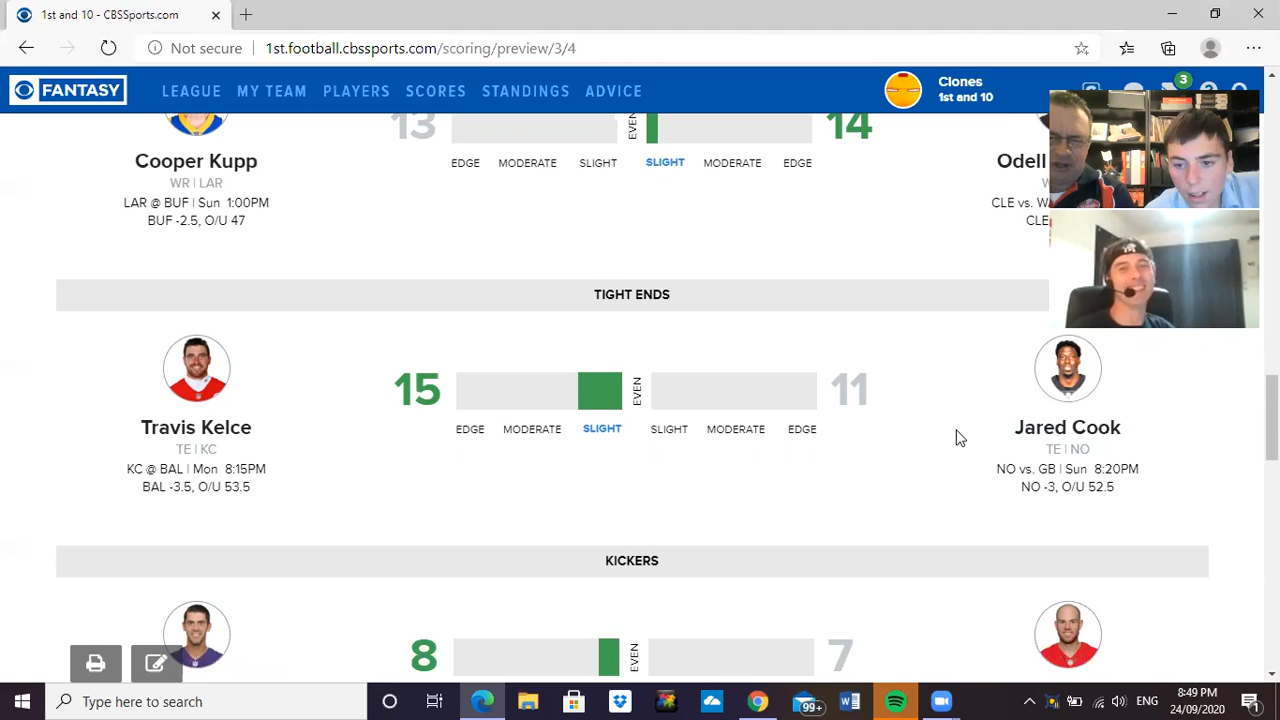 1st and 10 - CBSSports.com
Not secure
1st.football.cbssports.com/scoring/preview/3/4
FANTASY
LEAGUE MY TEAM PLAYERS SCORES STANDINGS ADVICE
Clones
1st and 10
3
13
EVEN
14
EDGE MODERATE SLIGHT SLIGHT MODERATE EDGE
Cooper Kupp
WR | LAR
LAR @ BUF | Sun 1:00PM
BUF -2.5, O/U 47
Odell
CLE vs.
CLE
TIGHT ENDS
15
EVEN
11
EDGE MODERATE SLIGHT SLIGHT MODERATE EDGE
Travis Kelce
TE | KC
KC @ BAL | Mon 8:15PM
BAL -3.5, O/U 53.5
Jared Cook
TE | NO
NO vs. GB | Sun 8:20PM
NO -3, O/U 52.5
KICKERS
8
EVEN
7
Type here to search
99+
ENG
8:49 PM
24/09/2020
1